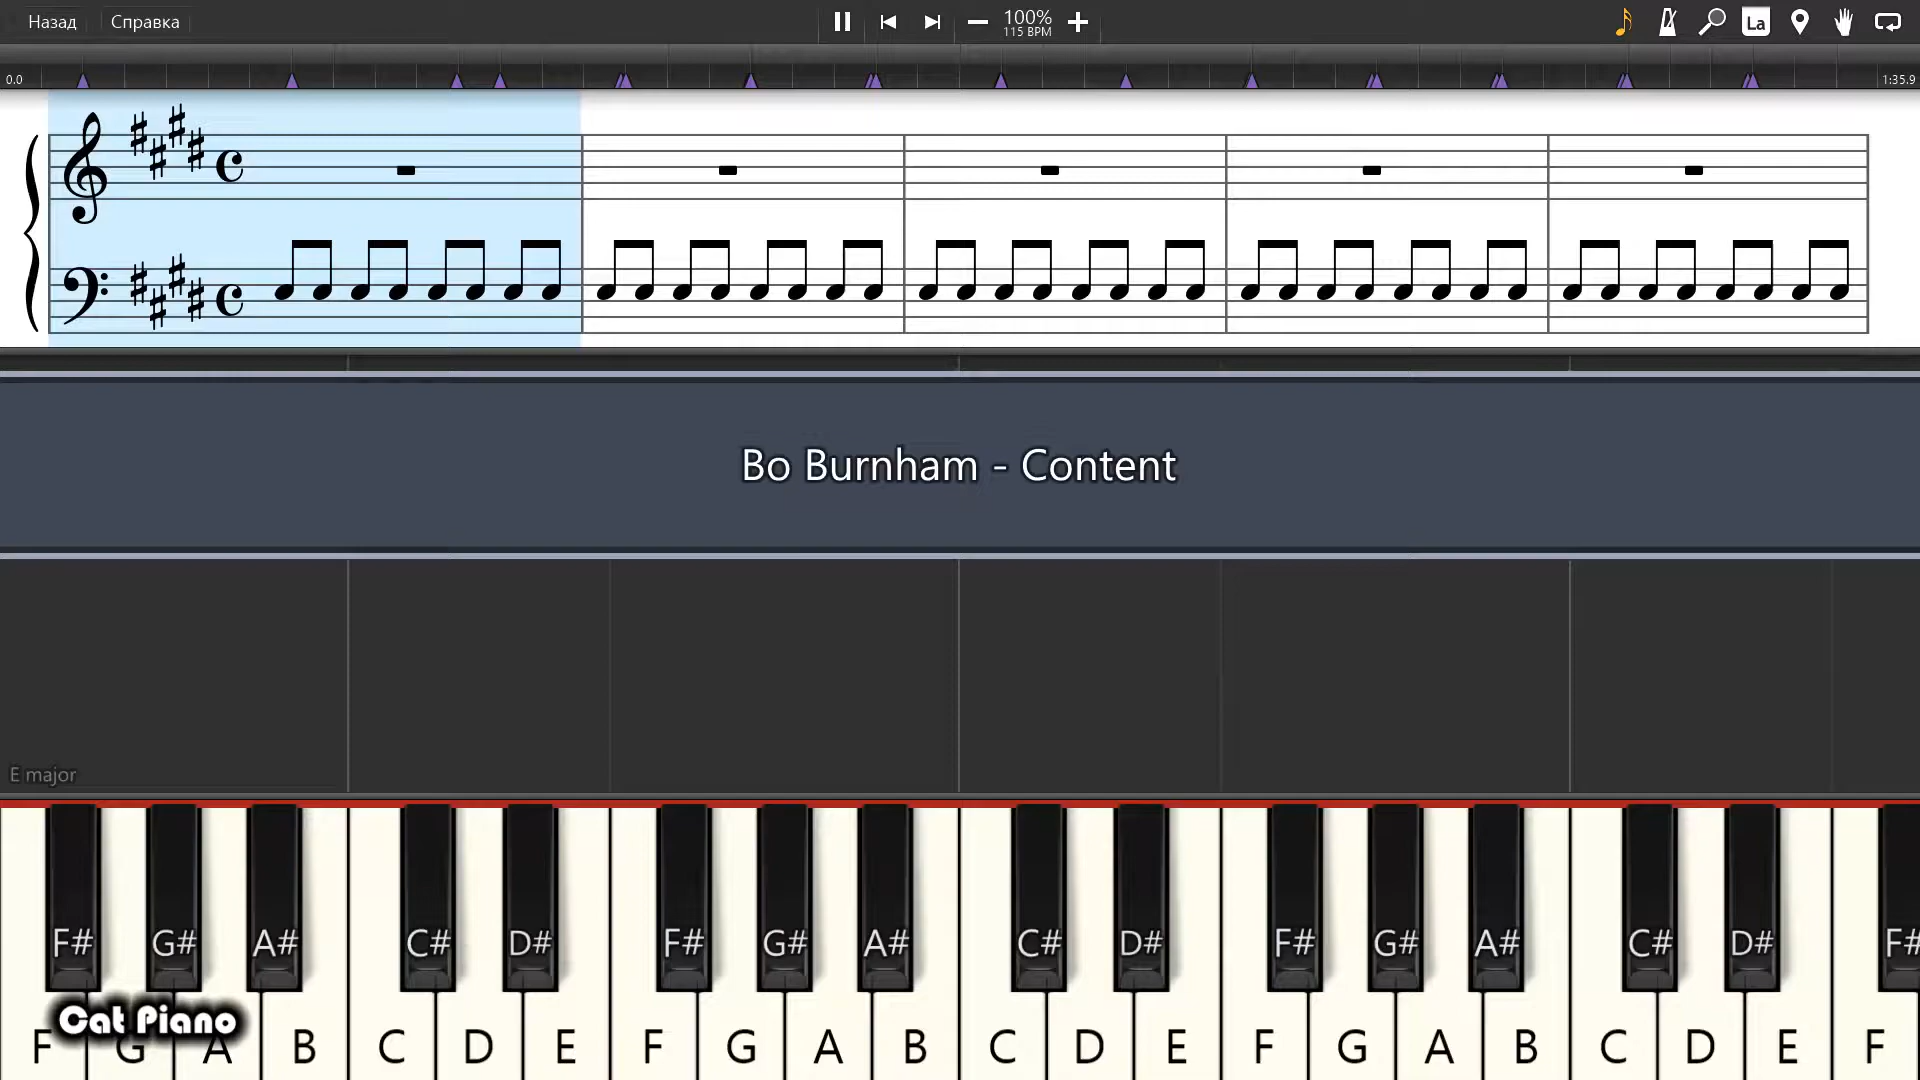 Назад Справка 100% La
115 BPM
0.0 1:35.9
Bo Burnham - Content
E major
F# G# A# C# D# F# G# A# C# D# F# G# A# C# D# F#
Cat Piano
F G A B C D E F G A B C D E F G A B C D E F